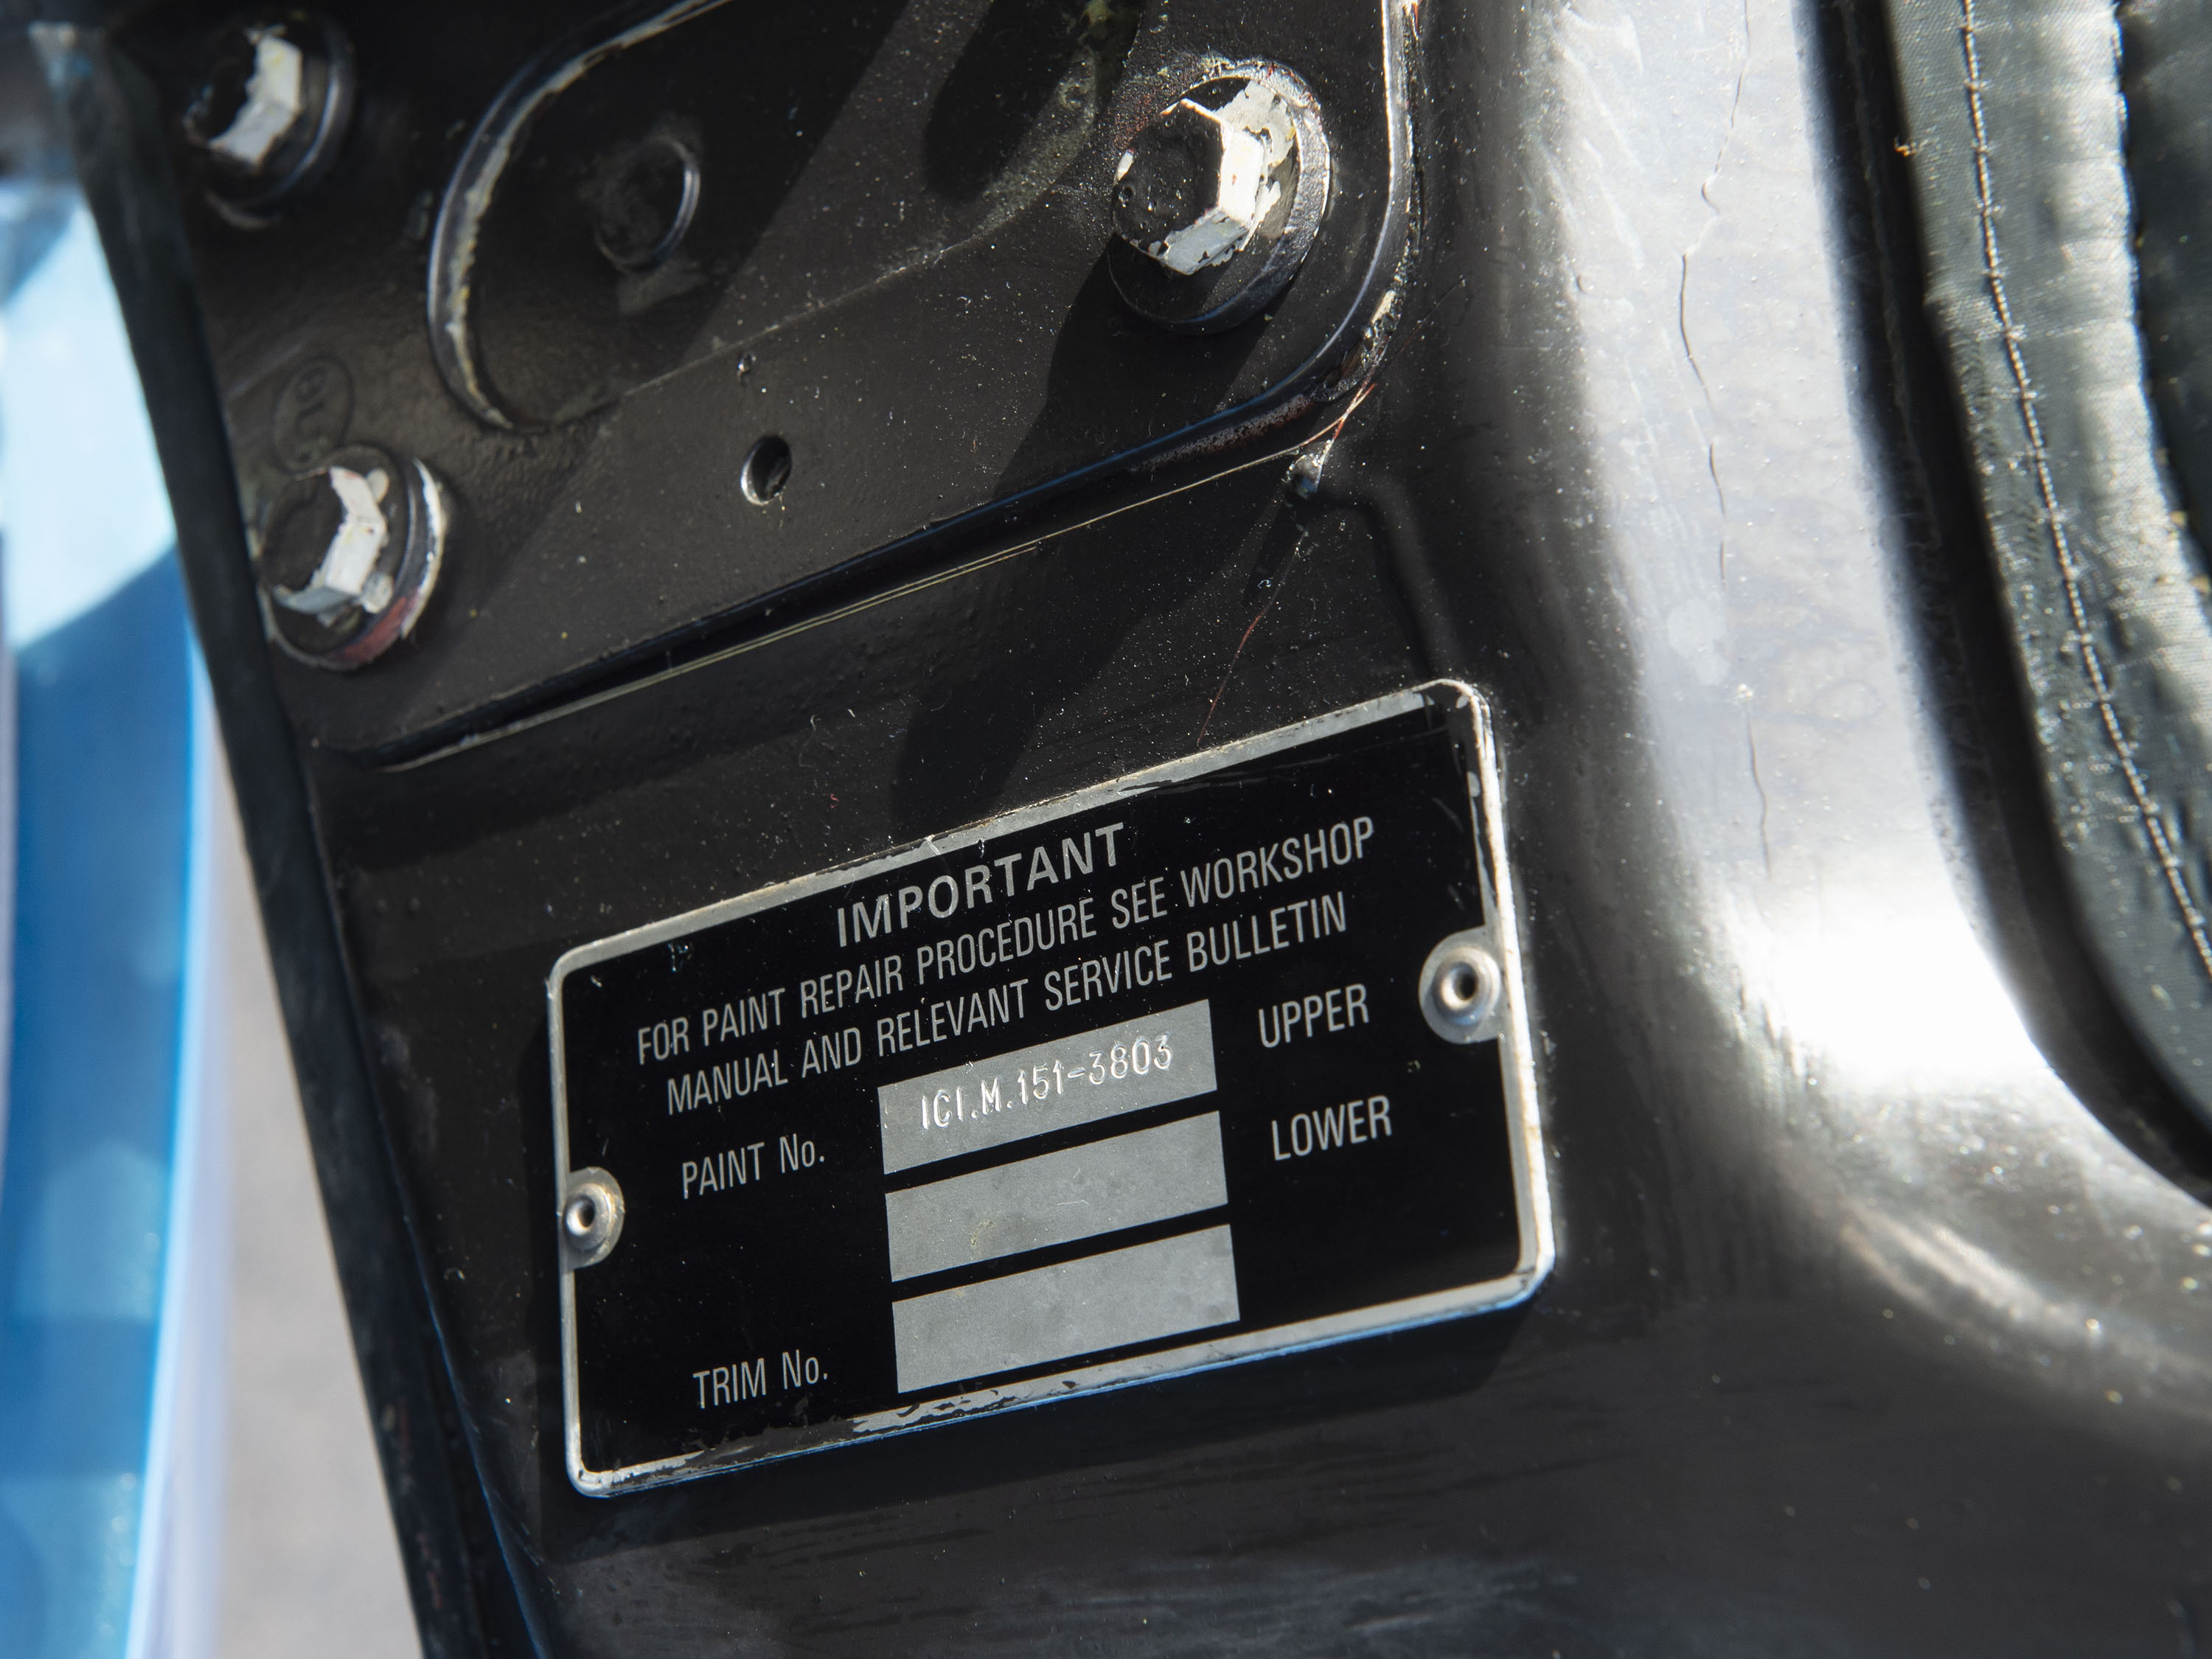 IMPORTANT
FOR PAINT REPAIR PROCEDURE SEE WORKSHOP
MANUAL AND RELEVANT SERVICE BULLETIN
PAINT No. ICI.M.151-3803 UPPER
LOWER
TRIM No.